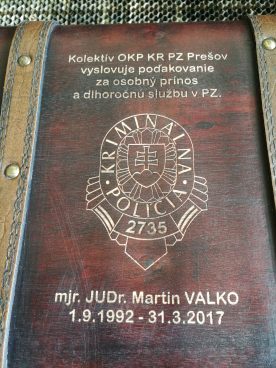 Kolektív OKP KR PZ Prešov
vyslovuje poďakovanie
za osobný prínos
a dlhoročnú službu v PZ.
KRIMINÁLNA
POLÍCIA
2735
mjr. JUDr. Martin VALKO
1.9.1992 - 31.3.2017